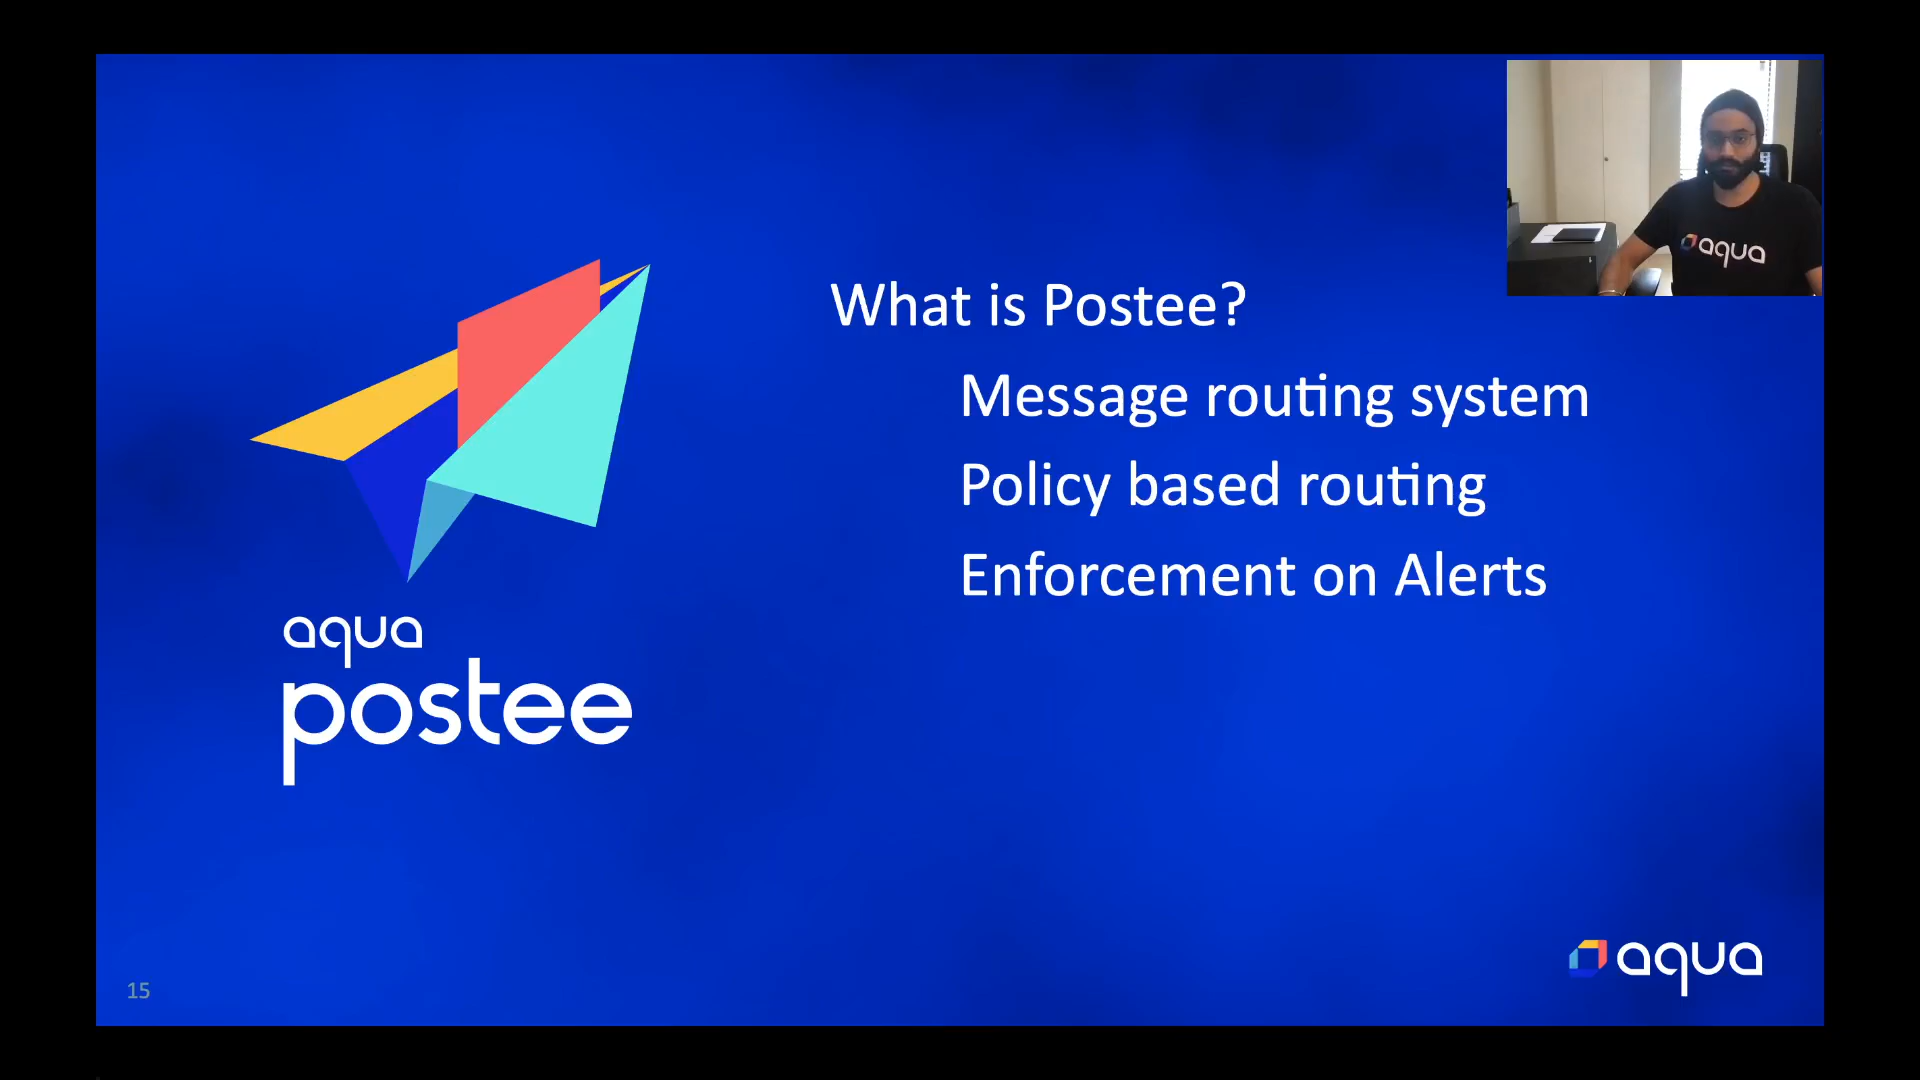 What is Postee?
Message routing system
Policy based routing
Enforcement on Alerts
aqua
postee
aqua
aqua
15